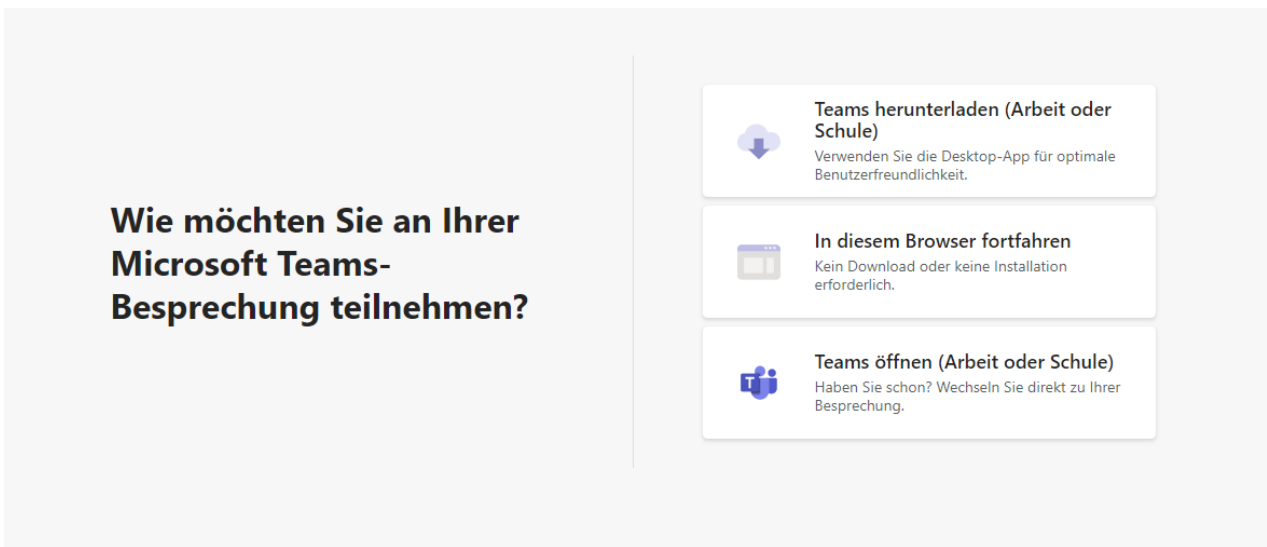 Wie möchten Sie an Ihrer
Microsoft Teams-
Besprechung teilnehmen?
Teams herunterladen (Arbeit oder
Schule)
Verwenden Sie die Desktop-App für optimale
Benutzerfreundlichkeit.
In diesem Browser fortfahren
Kein Download oder keine Installation
erforderlich.
T
Teams öffnen (Arbeit oder Schule)
Haben Sie schon? Wechseln Sie direkt zu Ihrer
Besprechung.